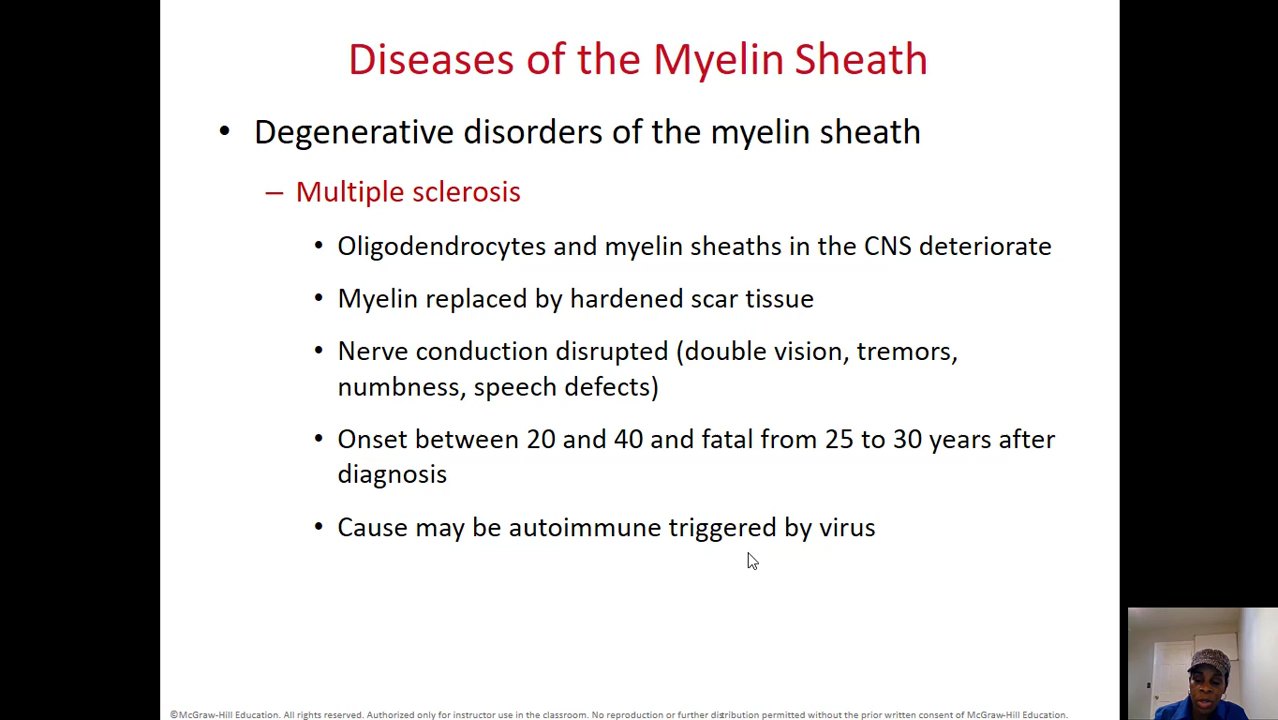 Diseases of the Myelin Sheath
• Degenerative disorders of the myelin sheath
– Multiple sclerosis
• Oligodendrocytes and myelin sheaths in the CNS deteriorate
• Myelin replaced by hardened scar tissue
• Nerve conduction disrupted (double vision, tremors,
numbness, speech defects)
• Onset between 20 and 40 and fatal from 25 to 30 years after
diagnosis
• Cause may be autoimmune triggered by virus
©McGraw-Hill Education. All rights reserved. Authorized only for instructor use in the classroom. No reproduction or further distribution permitted without the prior written consent of McGraw-Hill Education.